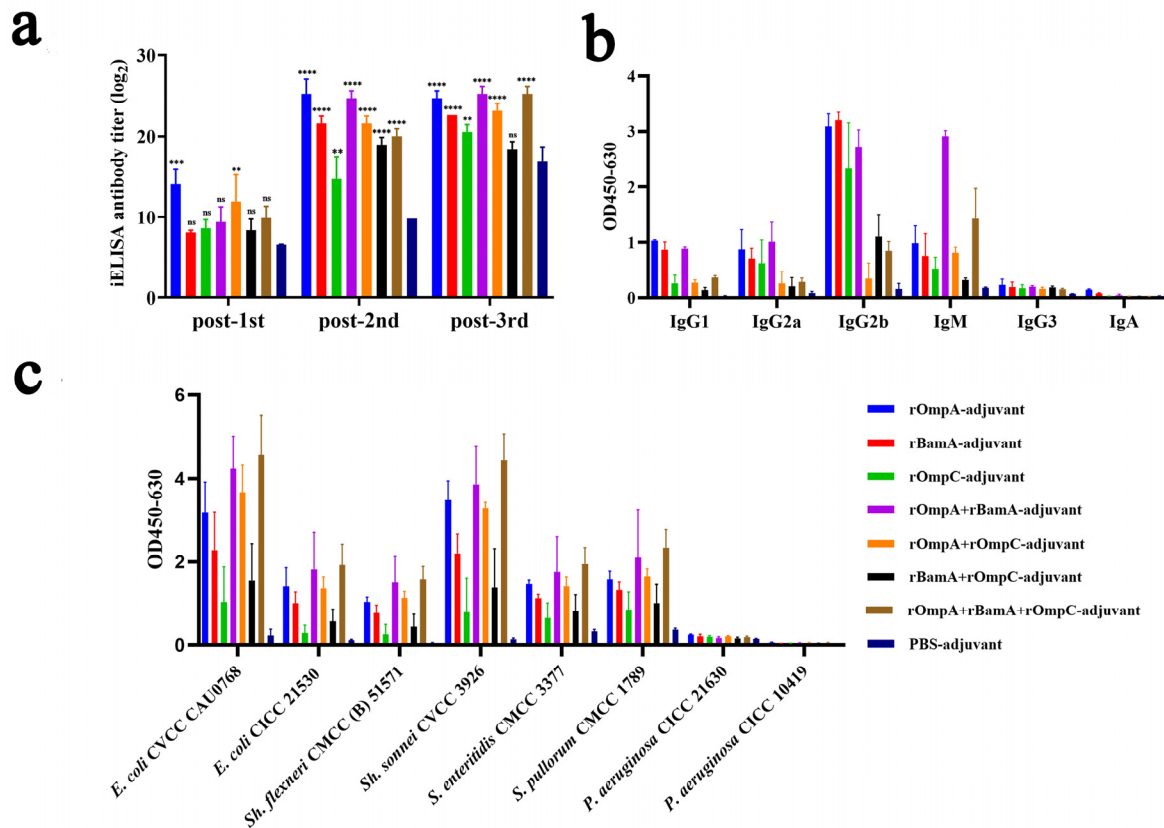 a
iELISA antibody titer (log2)
30
20
10
0
*** ns ns ns ** ns ns
**** **** ** **** **** **** ****
**** **** ** **** **** ns ****
post-1st post-2nd post-3rd
b
OD450-630
4
3
2
1
0
IgG1 IgG2a IgG2b IgM IgG3 IgA
c
OD450-630
6
4
2
0
E. coli CVCC CAU0768
E. coli CICC 21530
Sh. flexneri CMCC (B) 51571
Sh. sonnei CVCC 3926
S. enteritidis CMCC 3377
S. pullorum CMCC 1789
P. aeruginosa CICC 21630
P. aeruginosa CICC 10419
rOmpA-adjuvant
rBamA-adjuvant
rOmpC-adjuvant
rOmpA+rBamA-adjuvant
rOmpA+rOmpC-adjuvant
rBamA+rOmpC-adjuvant
rOmpA+rBamA+rOmpC-adjuvant
PBS-adjuvant